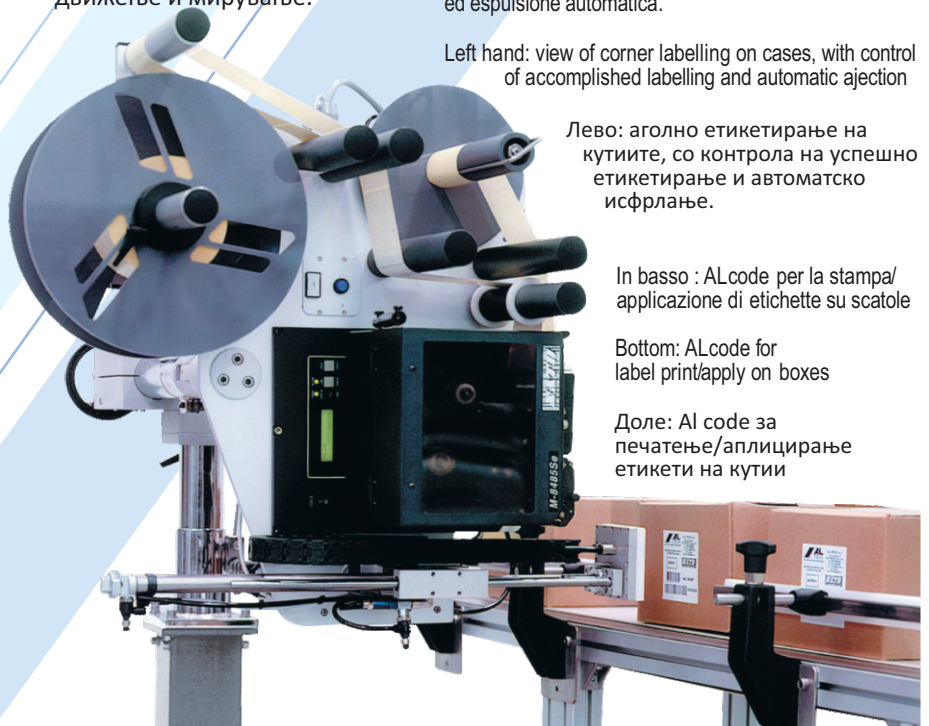 движење и мирување.
ed espulsione automatica.
Left hand: view of corner labelling on cases, with control
of accomplished labelling and automatic ajection
Лево: аголно етикетирање на
кутиите, со контрола на успешно
етикетирање и автоматско
исфрлање.
In basso : ALcode per la stampa/
applicazione di etichette su scatole
Bottom: ALcode for
label print/apply on boxes
Доле: Al code за
печатење/аплицирање
етикети на кутии
M-8485Se
AL
AL